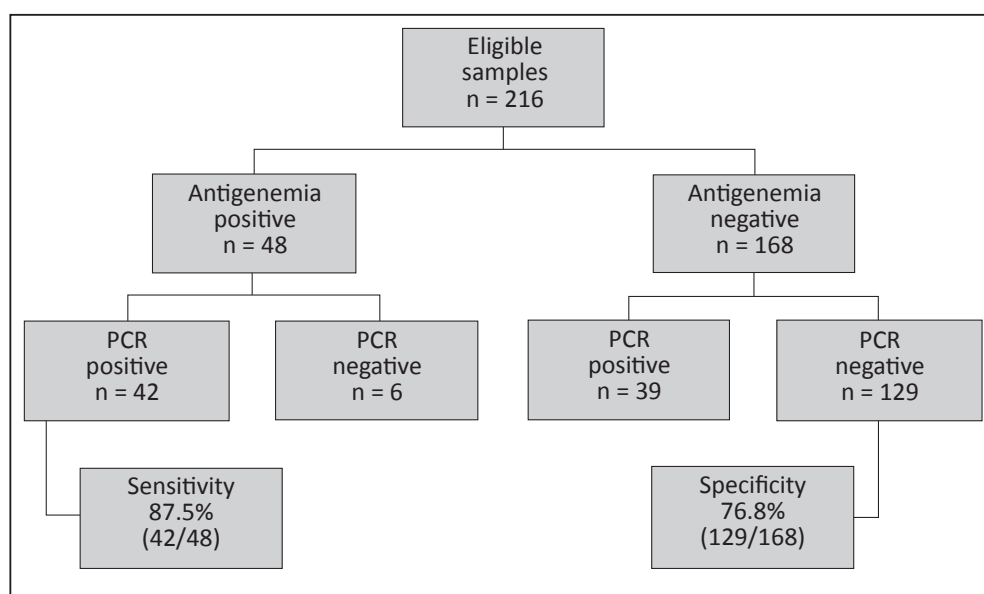 Eligible
samples
n = 216
Antigenemia
positive
n = 48
Antigenemia
negative
n = 168
PCR
positive
n = 42
PCR
negative
n = 6
PCR
positive
n = 39
PCR
negative
n = 129
Sensitivity
87.5%
(42/48)
Specificity
76.8%
(129/168)